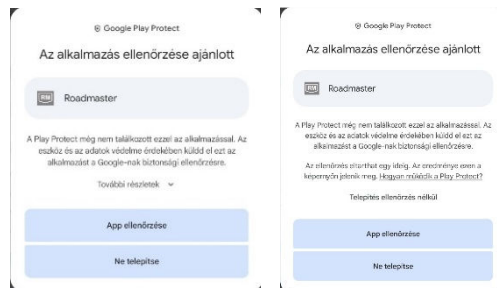 Google Play Protect
Az alkalmazás ellenőrzése ajánlott
RM
Roadmaster
A Play Protect még nem találkozott ezzel az alkalmazással. Az
eszköz és az adatok védelme érdekében küldd el ezt az
alkalmazást a Google-nak biztonsági ellenőrzésre.
További részletek
App ellenőrzése
Ne telepítse
Google Play Protect
Az alkalmazás ellenőrzése ajánlott
RM
Roadmaster
A Play Protect még nem találkozott ezzel az alkalmazással. Az
eszköz és az adatok védelme érdekében küldd el ezt az
alkalmazást a Google-nak biztonsági ellenőrzésre.
Az ellenőrzés eltarthat egy ideig. Az eredménye ezen a
képernyőn jelenik meg. Hogyan működik a Play Protect?
Telepítés ellenőrzés nélkül
App ellenőrzése
Ne telepítse